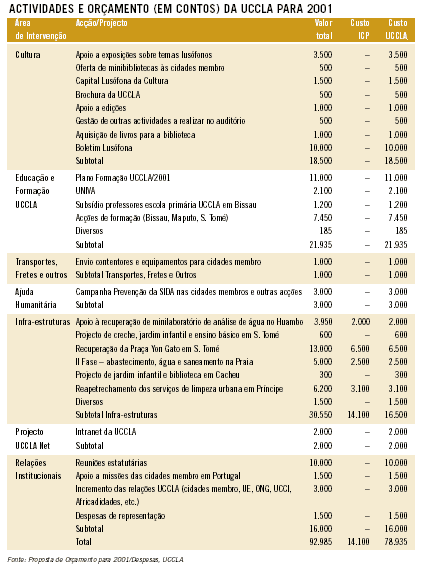 ACTIVIDADES E ORÇAMENTO (EM CONTOS) DA UCCLA PARA 2001
Área Acção/Projecto Valor Custo Custo
de Intervenção total ICP UCCLA
Cultura Apoio a exposições sobre temas lusófonos 3.500 – 3.500
Oferta de minibibliotecas às cidades membro 500 – 500
Capital Lusófona da Cultura 1.500 – 1.500
Brochura da UCCLA 500 – 500
Apoio a edições 1.000 – 1.000
Gestão de outras actividades a realizar no auditório 500 – 500
Aquisição de livros para a biblioteca 1.000 – 1.000
Boletim Lusófona 10.000 – 10.000
Subtotal 18.500 – 18.500
Educação e Plano Formação UCCLA/2001 11.000 – 11.000
Formação UNIVA 2.100 – 2.100
UCCLA Subsídio professores escola primária UCCLA em Bissau 1.200 – 1.200
Acções de formação (Bissau, Maputo, S. Tomé) 7.450 – 7.450
Diversos 185 – 185
Subtotal 21.935 – 21.935
Transportes, Envio contentores e equipamentos para cidades membro 1.000 – 1.000
Fretes e outros Subtotal Transportes, Fretes e Outros 1.000 – 1.000
Ajuda Campanha Prevenção da SIDA nas cidades membros e outras acções 3.000 – 3.000
Humanitária Subtotal 3.000 – 3.000
Infra-estruturas Apoio à recuperação de minilaboratório de análise de água no Huambo 3.950 2.000 2.000
Projecto de creche, jardim infantil e ensino básico em S. Tomé 600 – 600
Recuperação da Praça Yon Gato em S. Tomé 13.000 6.500 6.500
II Fase – abastecimento, água e saneamento na Praia 5.000 2.500 2.500
Projecto de jardim infantil e biblioteca em Cacheu 300 – 300
Reapetrechamento dos serviços de limpeza urbana em Príncipe 6.200 3.100 3.100
Diversos 1.500 – 1.500
Subtotal Infra-estruturas 30.550 14.100 16.500
Projecto Intranet da UCCLA 2.000 – 2.000
UCCLA Net Subtotal 2.000 – 2.000
Relações Reuniões estatutárias 10.000 – 10.000
Institucionais Apoio a missões das cidades membro em Portugal 1.500 – 1.500
Incremento das relações UCCLA (cidades membro, UE, ONG, UCCI, 3.000 – 3.000
Africadidades, etc.)
Despesas de representação 1.500 – 1.500
Subtotal 16.000 – 16.000
Total 92.985 14.100 78.935
Fonte: Proposta de Orçamento para 2001/Despesas, UCCLA